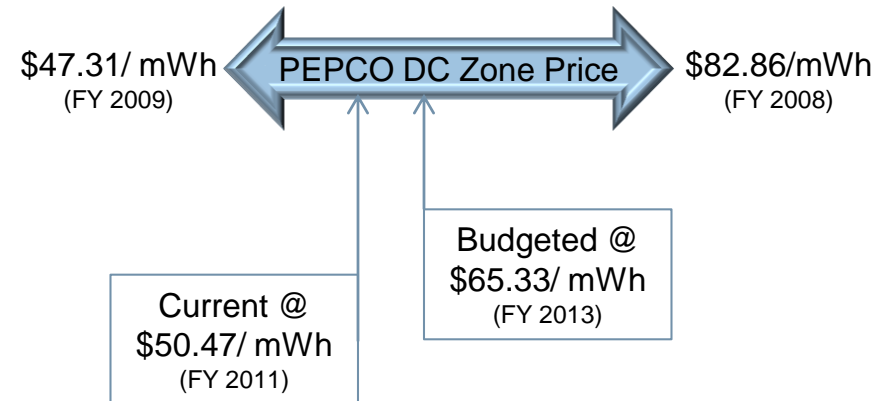 $47.31/ mWh
(FY 2009)
PEPCO DC Zone Price
$82.86/mWh
(FY 2008)
Budgeted @
$65.33/ mWh
(FY 2013)
Current @
$50.47/ mWh
(FY 2011)